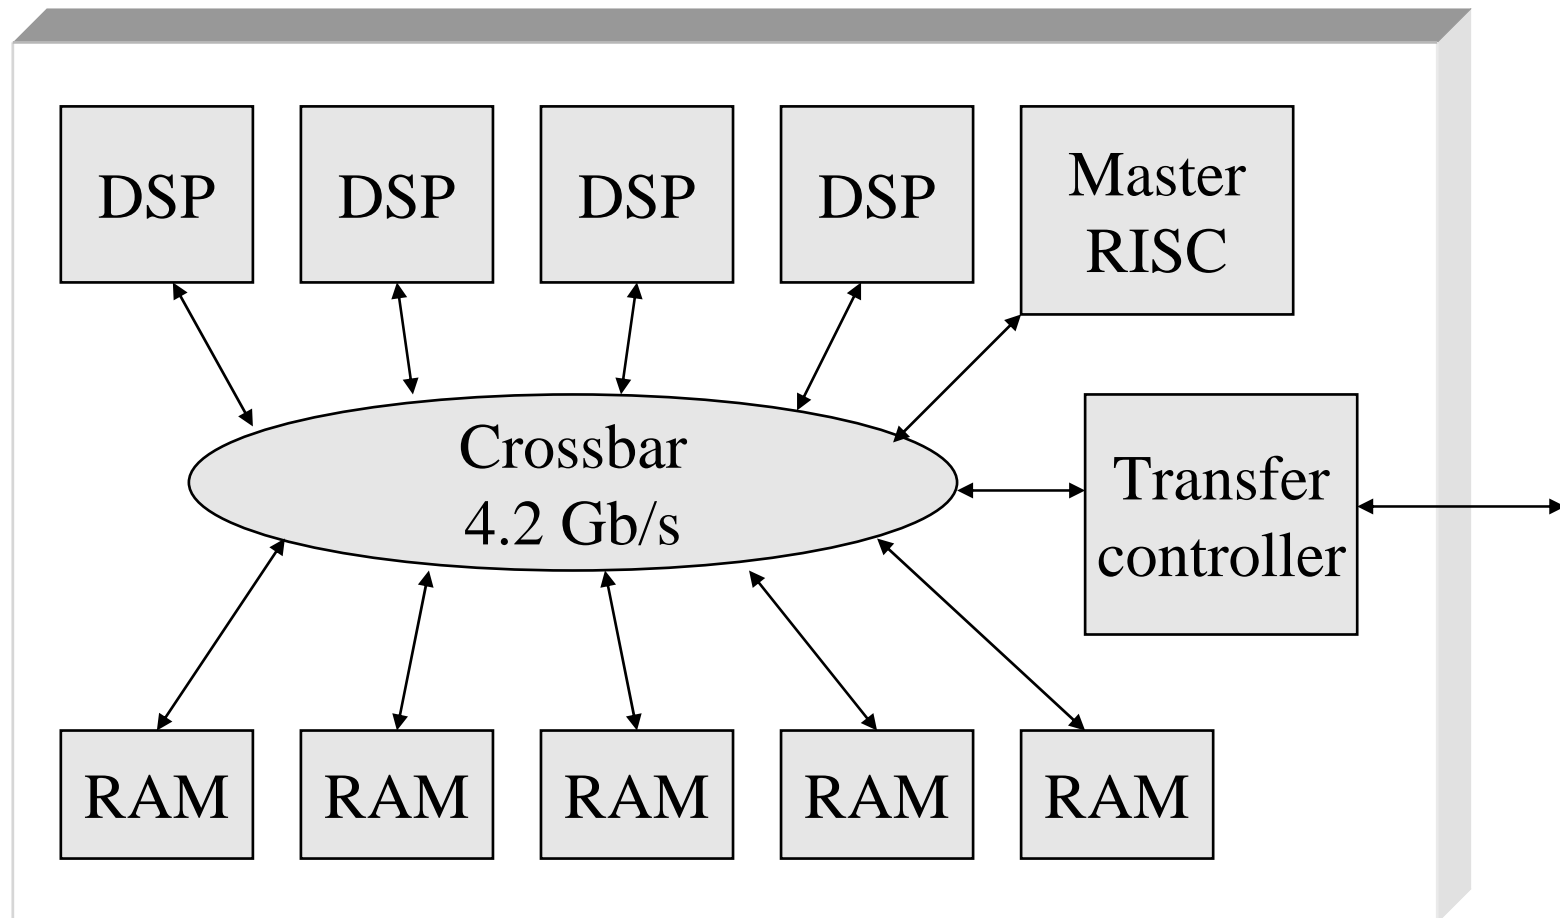 DSP
DSP
DSP
DSP
Master
RISC
Crossbar
4.2 Gb/s
Transfer
controller
RAM
RAM
RAM
RAM
RAM